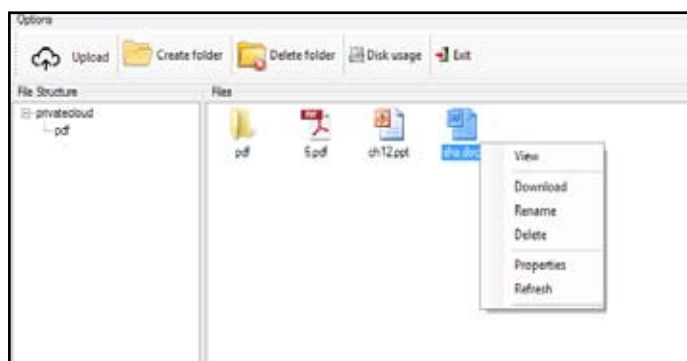 Options
Upload Create folder Delete folder Disk usage Exit
File Structure Files
privatecloud
pdf
pdf 6.pdf ch12.ppt
View
Download
Rename
Delete
Properties
Refresh